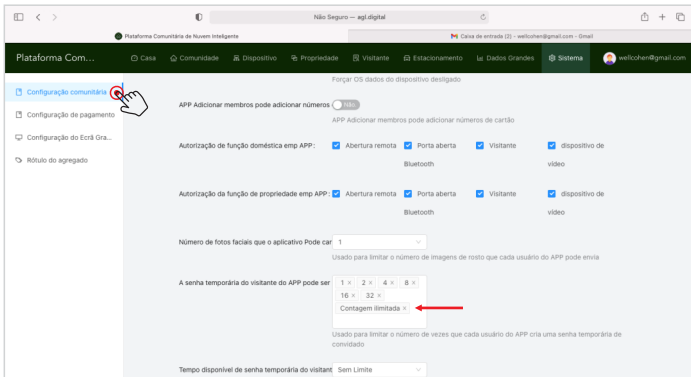 Não Seguro — agl.digital
Plataforma Comunitária de Nuvem Inteligente
Caixa de entrada (2) - wellcohen@gmail.com - Gmail
Plataforma Com...
Casa
Comunidade
Dispositivo
Propriedade
Visitante
Estacionamento
Dados Grandes
Sistema
wellcohen@gmail.com
Configuração comunitária
Configuração de pagamento
Configuração do Ecrã Gra...
Rótulo do agregado
Forçar OS dados do dispositivo desligado
APP Adicionar membros pode adicionar números
Não
APP Adicionar membros pode adicionar números de cartão
Autorização de função doméstica emp APP :
Abertura remota
Porta aberta Bluetooth
Visitante
dispositivo de vídeo
Autorização da função de propriedade emp APP :
Abertura remota
Porta aberta Bluetooth
Visitante
dispositivo de vídeo
Número de fotos faciais que o aplicativo Pode car
1
Usado para limitar o número de imagens de rosto que cada usuário do APP pode envia
A senha temporária do visitante do APP pode ser
1 × 2 × 4 × 8 ×
16 × 32 ×
Contagem ilimitada ×
Usado para limitar o número de vezes que cada usuário do APP cria uma senha temporária de
convidado
Tempo disponível de senha temporária do visitant
Sem Limite